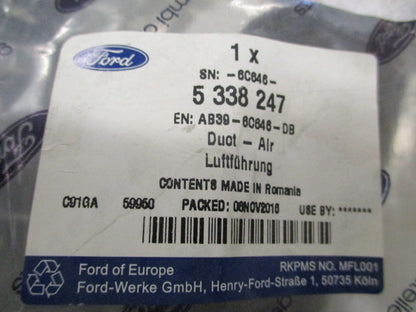 Ford
1 x
SN: -6C646-
5 338 247
EN: AB39-6C646-DB
Duct - Air
Luftführung
CONTENTS MADE IN Romania
C91GA 59960 PACKED: 08NOV2016 USE BY: *******
Ford of Europe RKPMS NO. MFL001
Ford-Werke GmbH, Henry-Ford-Straße 1, 50735 Köln